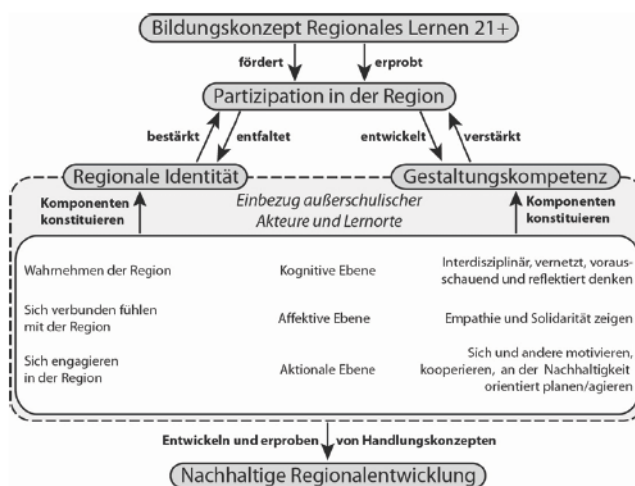 Bildungskonzept Regionales Lernen 21+
fördert
erprobt
Partizipation in der Region
bestärkt
entfaltet
entwickelt
verstärkt
Regionale Identität
Gestaltungskompetenz
Komponenten
konstituieren
Einbezug außerschulischer
Akteure und Lernorte
Komponenten
konstituieren
Wahrnehmen der Region
Kognitive Ebene
Interdisziplinär, vernetzt, voraus-
schauend und reflektiert denken
Sich verbunden fühlen
mit der Region
Affektive Ebene
Empathie und Solidarität zeigen
Sich engagieren
in der Region
Aktionale Ebene
Sich und andere motivieren,
kooperieren, an der Nachhaltigkeit
orientiert planen/agieren
Entwickeln und erproben
von Handlungskonzepten
Nachhaltige Regionalentwicklung